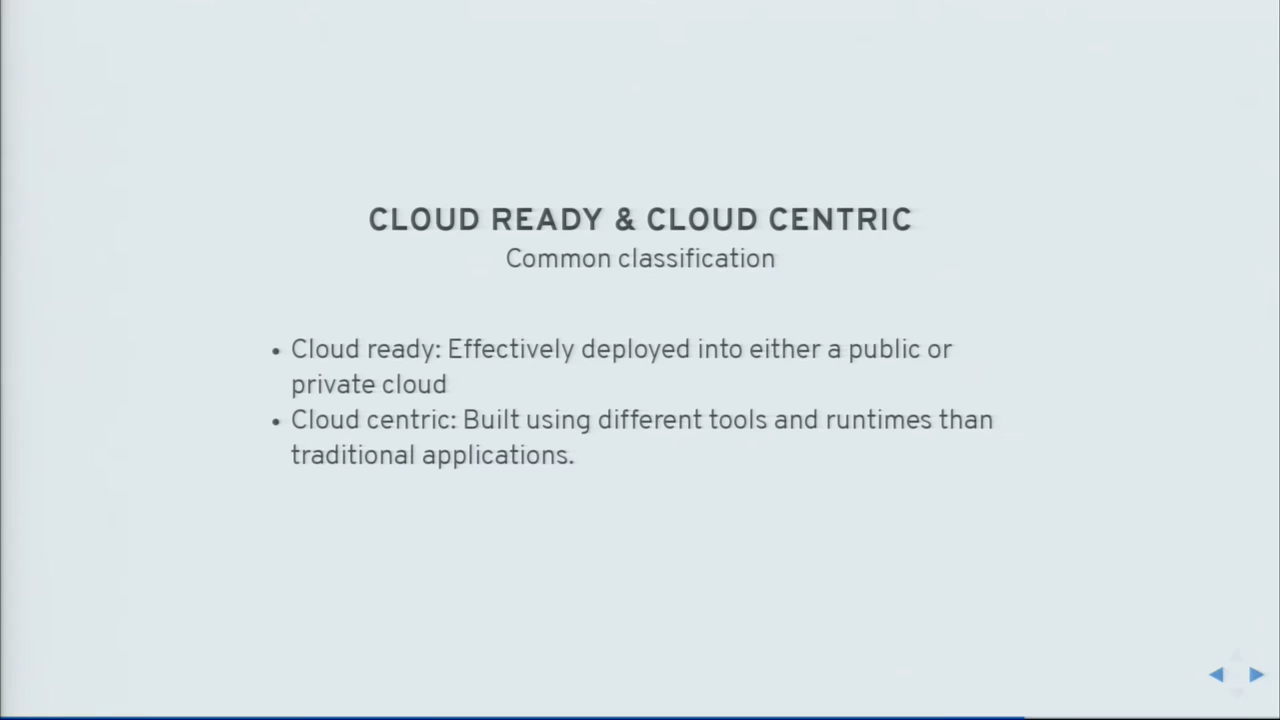 CLOUD READY & CLOUD CENTRIC
Common classification
• Cloud ready: Effectively deployed into either a public or
private cloud
• Cloud centric: Built using different tools and runtimes than
traditional applications.